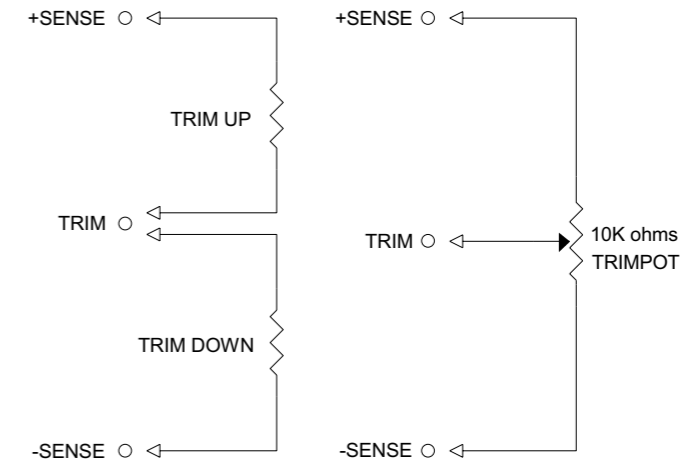 +SENSE
TRIM UP
TRIM
TRIM DOWN
-SENSE
+SENSE
TRIM
10K ohms
TRIMPOT
-SENSE